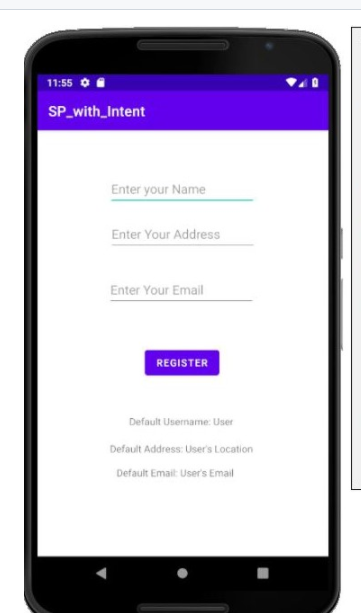 11:55
SP_with_Intent
Enter your Name
Enter Your Address
Enter Your Email
REGISTER
Default Username: User
Default Address: User's Location
Default Email: User's Email